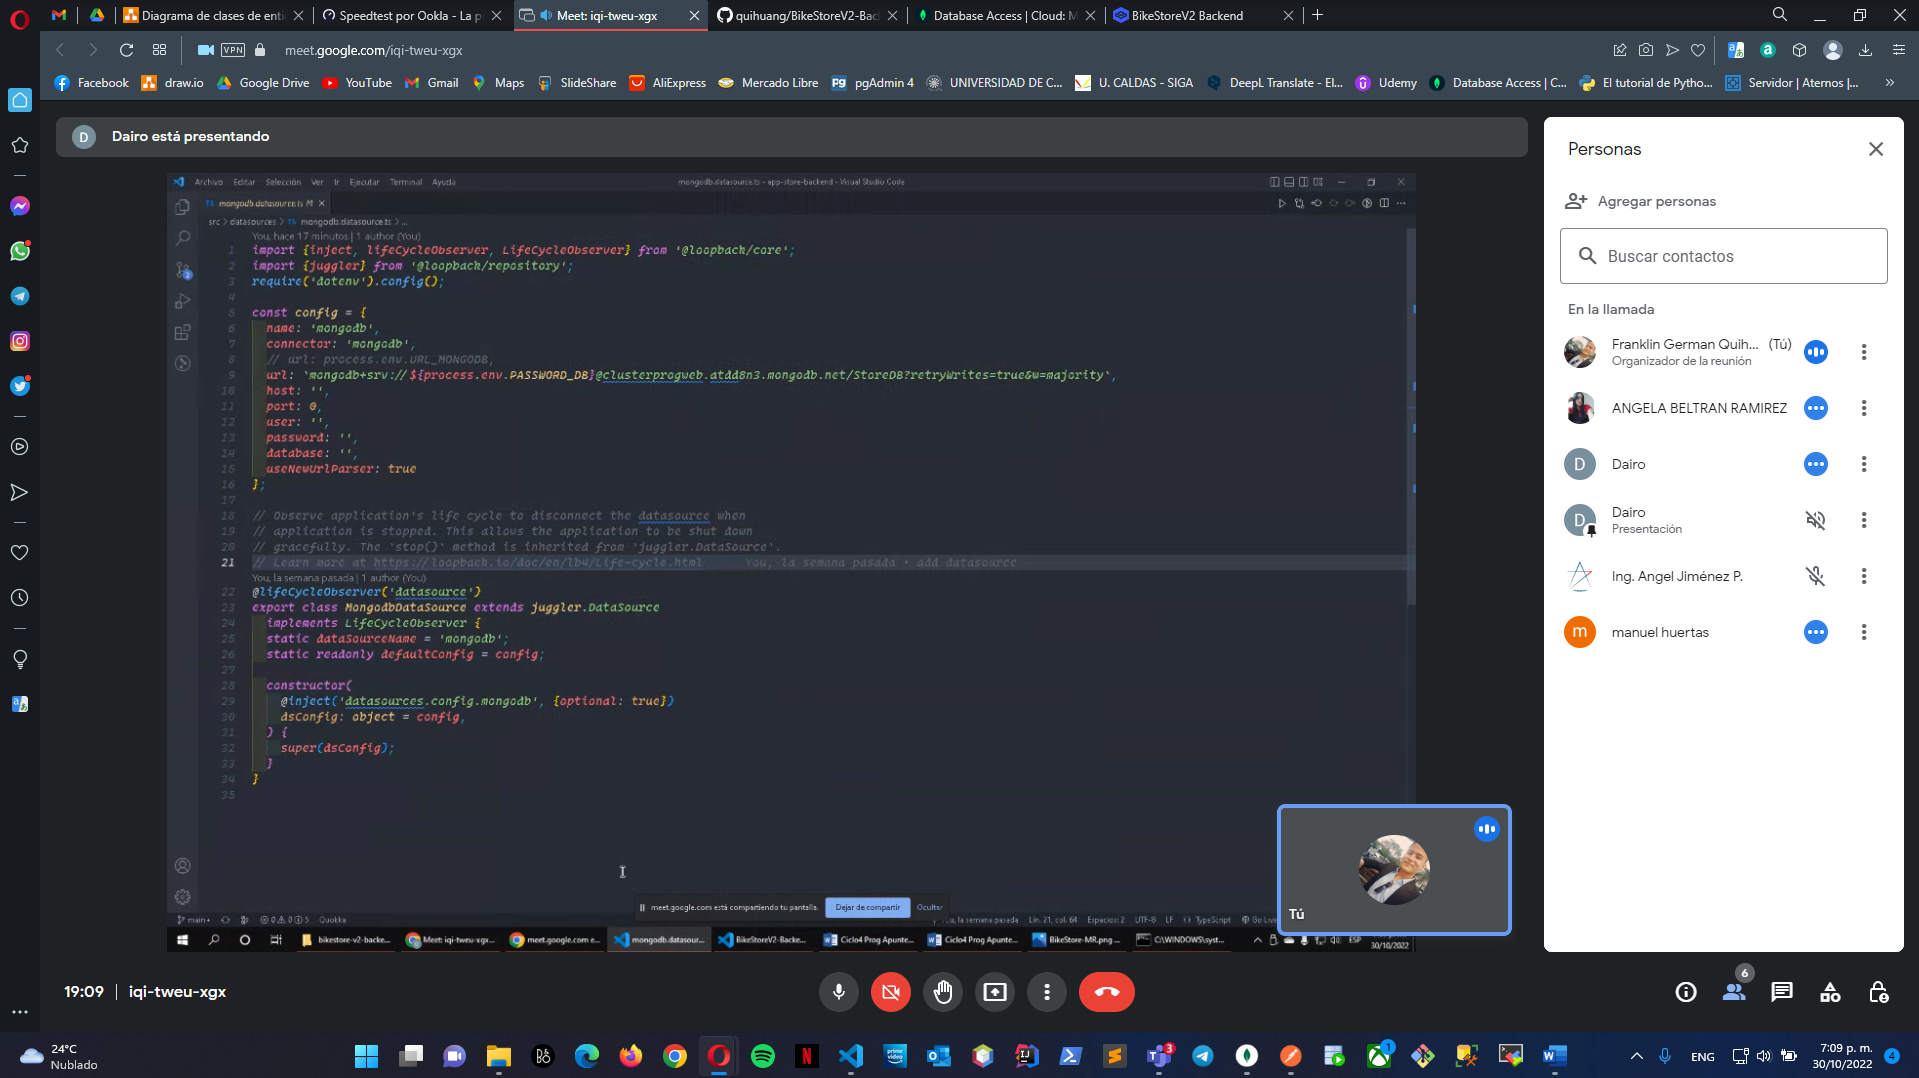 Diagrama de clases de enti
Speedtest por Ookla - La p
Meet: iqi-tweu-xgx
quihuang/BikeStoreV2-Bac
Database Access | Cloud: M
BikeStoreV2 Backend
VPN
meet.google.com/iqi-tweu-xgx
Facebook
draw.io
Google Drive
YouTube
Gmail
Maps
SlideShare
AliExpress
Mercado Libre
pgAdmin 4
UNIVERSIDAD DE C...
U. CALDAS - SIGA
DeepL Translate - El...
Udemy
Database Access | C...
El tutorial de Pytho...
Servidor | Aternos |...
D
Dairo está presentando
Archivo Editar Selección Ver Ir Ejecutar Terminal Ayuda
mongodb.datasource.ts - app-store-backend - Visual Studio Code
TS mongodb.datasource.ts M
src > datasources > TS mongodb.datasource.ts > ...
You, hace 17 minutos | 1 author (You)
1 import {inject, lifeCycleObserver, LifeCycleObserver} from '@loopback/core';
2 import {juggler} from '@loopback/repository';
3 require('dotenv').config();
4
5 const config = {
6 name: 'mongodb',
7 connector: 'mongodb',
8 // url: process.env.URL_MONGODB,
9 url: `mongodb+srv://${process.env.PASSWORD_DB}@clusterprogweb.atdd8n3.mongodb.net/StoreDB?retryWrites=true&w=majority`,
10 host: '',
11 port: 0,
12 user: '',
13 password: '',
14 database: '',
15 useNewUrlParser: true
16 };
17
18 // Observe application's life cycle to disconnect the datasource when
19 // application is stopped. This allows the application to be shut down
20 // gracefully. The `stop()` method is inherited from `juggler.DataSource`.
21 // Learn more at https://loopback.io/doc/en/lb4/Life-cycle.html You, la semana pasada • add datasource
You, la semana pasada | 1 author (You)
22 @lifeCycleObserver('datasource')
23 export class MongodbDataSource extends juggler.DataSource
24 implements LifeCycleObserver {
25 static dataSourceName = 'mongodb';
26 static readonly defaultConfig = config;
27
28 constructor(
29 @inject('datasources.config.mongodb', {optional: true})
30 dsConfig: object = config,
31 ) {
32 super(dsConfig);
33 }
34 }
35
meet.google.com está compartiendo tu pantalla.
Dejar de compartir
Ocultar
main+
0 0 5
Quokka
You, la semana pasada
Lín. 21, col. 64
Espacios: 2
UTF-8
LF
TypeScript
Go Live
bikestore-v2-backe...
Meet: iqi-tweu-xgx...
meet.google.com e...
mongodb.datasour...
BikeStoreV2-Backe...
Ciclo4 Prog Apunte...
Ciclo4 Prog Apunte...
BikeStore-MR.png ...
C:\WINDOWS\syst...
ESP
30/10/2022
Tú
Personas
Agregar personas
Buscar contactos
En la llamada
Franklin German Quih... (Tú)
Organizador de la reunión
ANGELA BELTRAN RAMIREZ
D
Dairo
D
Dairo
Presentación
Ing. Angel Jiménez P.
m
manuel huertas
19:09 | iqi-tweu-xgx
6
24°C
Nublado
prime video
3
1
ENG
7:09 p. m.
30/10/2022
4